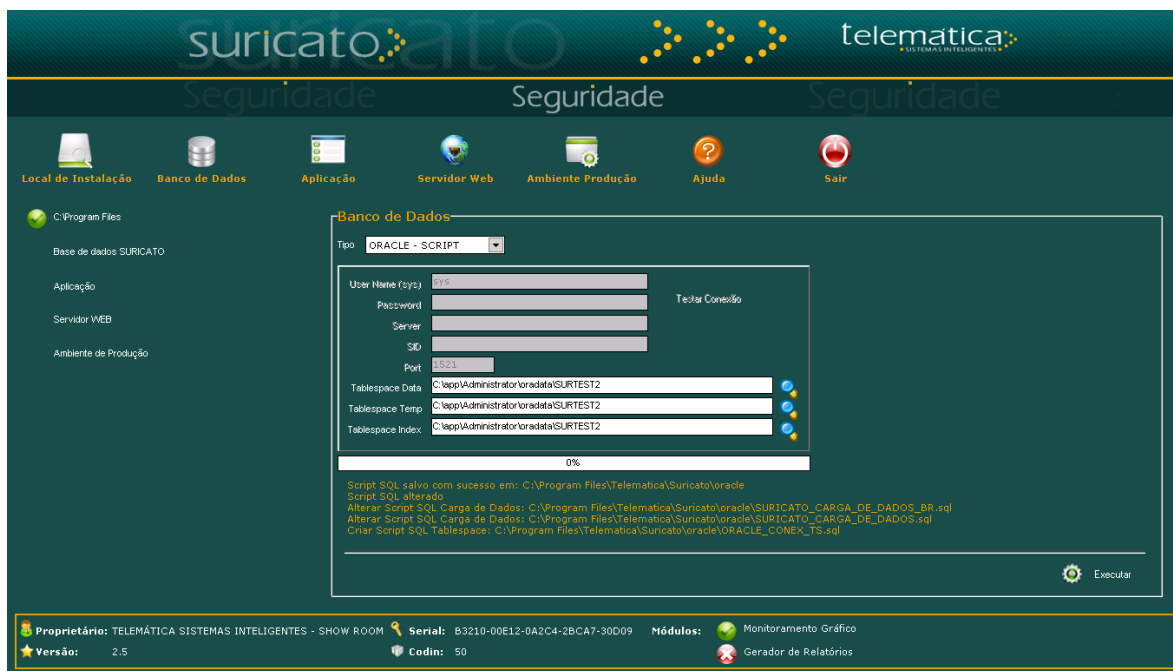 suricato
telematica
SISTEMAS INTELIGENTES
Seguridade Seguridade Seguridade
Local de Instalação Banco de Dados Aplicação Servidor Web Ambiente Produção Ajuda Sair
C:\Program Files
Base de dados SURICATO
Aplicação
Servidor WEB
Ambiente de Produção
Banco de Dados
Tipo ORACLE - SCRIPT
User Name (sys) sys
Password
Testar Conexão
Server
SID
Port 1521
Tablespace Data C:\app\Administrator\oradata\SURTEST2
Tablespace Temp C:\app\Administrator\oradata\SURTEST2
Tablespace Index C:\app\Administrator\oradata\SURTEST2
0%
Script SQL salvo com sucesso em: C:\Program Files\Telematica\Suricato\oracle
Script SQL alterado
Alterar Script SQL Carga de Dados: C:\Program Files\Telematica\Suricato\oracle\SURICATO_CARGA_DE_DADOS_BR.sql
Alterar Script SQL Carga de Dados: C:\Program Files\Telematica\Suricato\oracle\SURICATO_CARGA_DE_DADOS.sql
Criar Script SQL Tablespace: C:\Program Files\Telematica\Suricato\oracle\ORACLE_CONEX_TS.sql
Executar
Proprietário: TELEMÁTICA SISTEMAS INTELIGENTES - SHOW ROOM Serial: B3210-00E12-0A2C4-2BCA7-30D09 Módulos: Monitoramento Gráfico
Versão: 2.5 Codin: 50 Gerador de Relatórios